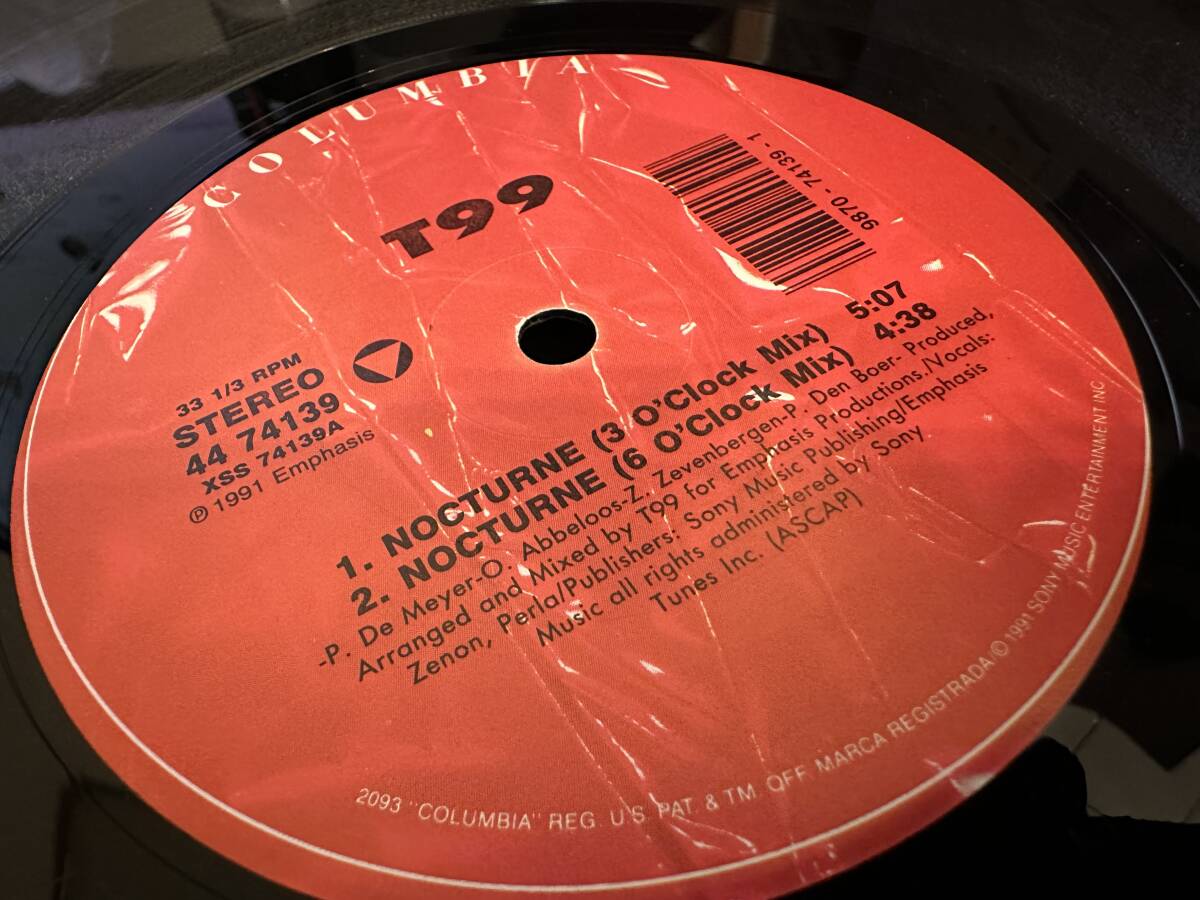 COLUMBIA
T99
9870 - 74139 - 1
33 1/3 RPM
STEREO
44 74139
XSS 74139A
℗ 1991 Emphasis
1. NOCTURNE (3 O'Clock Mix) 5:07
2. NOCTURNE (6 O'Clock Mix) 4:38
-P. De Meyer-O. Abbeloos-Z. Zevenbergen-P. Den Boer- Produced,
Arranged and Mixed by T99 for Emphasis Productions./Vocals:
Zenon, Perla/Publishers: Sony Music Publishing/Emphasis
Music all rights administered by Sony
Tunes Inc. (ASCAP)
2093 "COLUMBIA" REG. U.S. PAT. & TM. OFF. MARCA REGISTRADA/© 1991 SONY MUSIC ENTERTAINMENT INC.